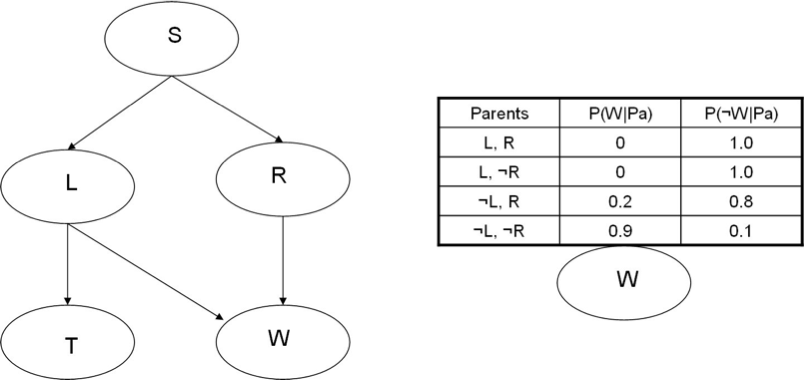 S
L
R
T
W
Parents P(W|Pa) P(¬W|Pa)
L, R 0 1.0
L, ¬R 0 1.0
¬L, R 0.2 0.8
¬L, ¬R 0.9 0.1
W